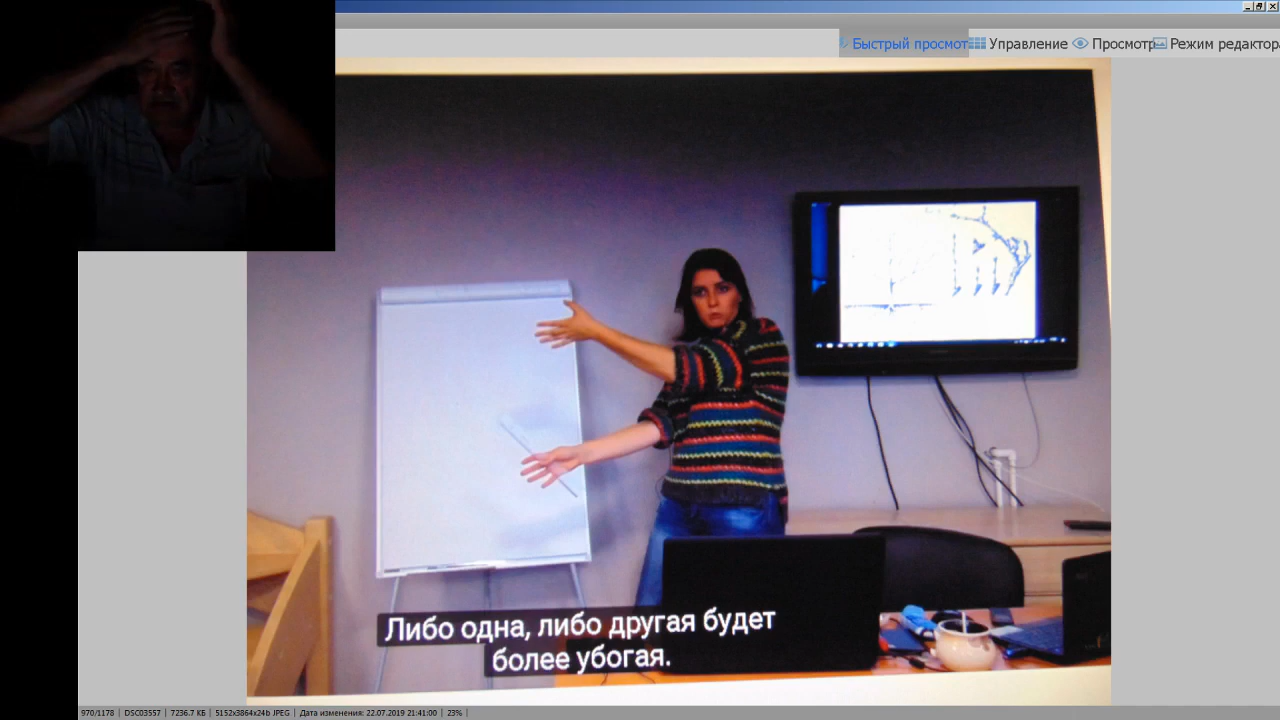 Быстрый просмот
Управление
Просмотр
Режим редактор
Либо одна, либо другая будет
более убогая.
970/1178 | DSC03557 | 7236.7 КБ | 5152x3864x24b JPEG | Дата изменения: 22.07.2019 21:41:00 | 23% |